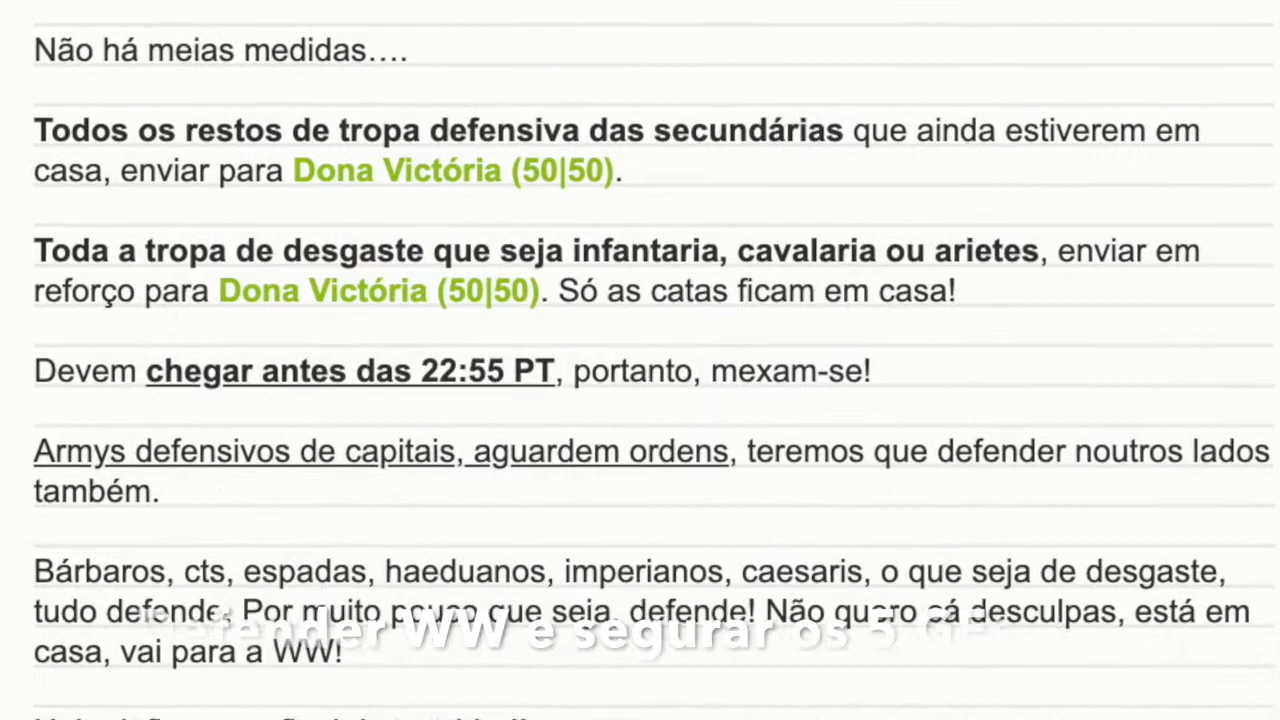 Não há meias medidas….
Todos os restos de tropa defensiva das secundárias que ainda estiverem em
casa, enviar para Dona Victória (50|50).
Toda a tropa de desgaste que seja infantaria, cavalaria ou arietes, enviar em
reforço para Dona Victória (50|50). Só as catas ficam em casa!
Devem chegar antes das 22:55 PT, portanto, mexam-se!
Armys defensivos de capitais, aguardem ordens, teremos que defender noutros lados
também.
Bárbaros, cts, espadas, haeduanos, imperianos, caesaris, o que seja de desgaste,
tudo defende. Por muito pouco que seja, defende! Não quero cá desculpas, está em
Defender WW e segurar os 5
casa, vai para a WW!